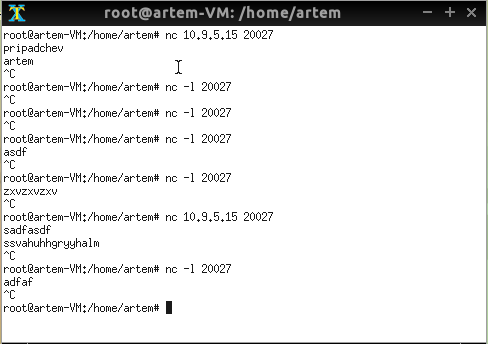 root@artem-VM: /home/artem
root@artem-VM:/home/artem# nc 10.9.5.15 20027
pripadchev
artem
^C
root@artem-VM:/home/artem# nc -l 20027
^C
root@artem-VM:/home/artem# nc -l 20027
^C
root@artem-VM:/home/artem# nc -l 20027
asdf
^C
root@artem-VM:/home/artem# nc -l 20027
zxvzxvzxv
^C
root@artem-VM:/home/artem# nc 10.9.5.15 20027
sadfasdf
ssvahuhhgryyhalm
^C
root@artem-VM:/home/artem# nc -l 20027
adfaf
^C
root@artem-VM:/home/artem#